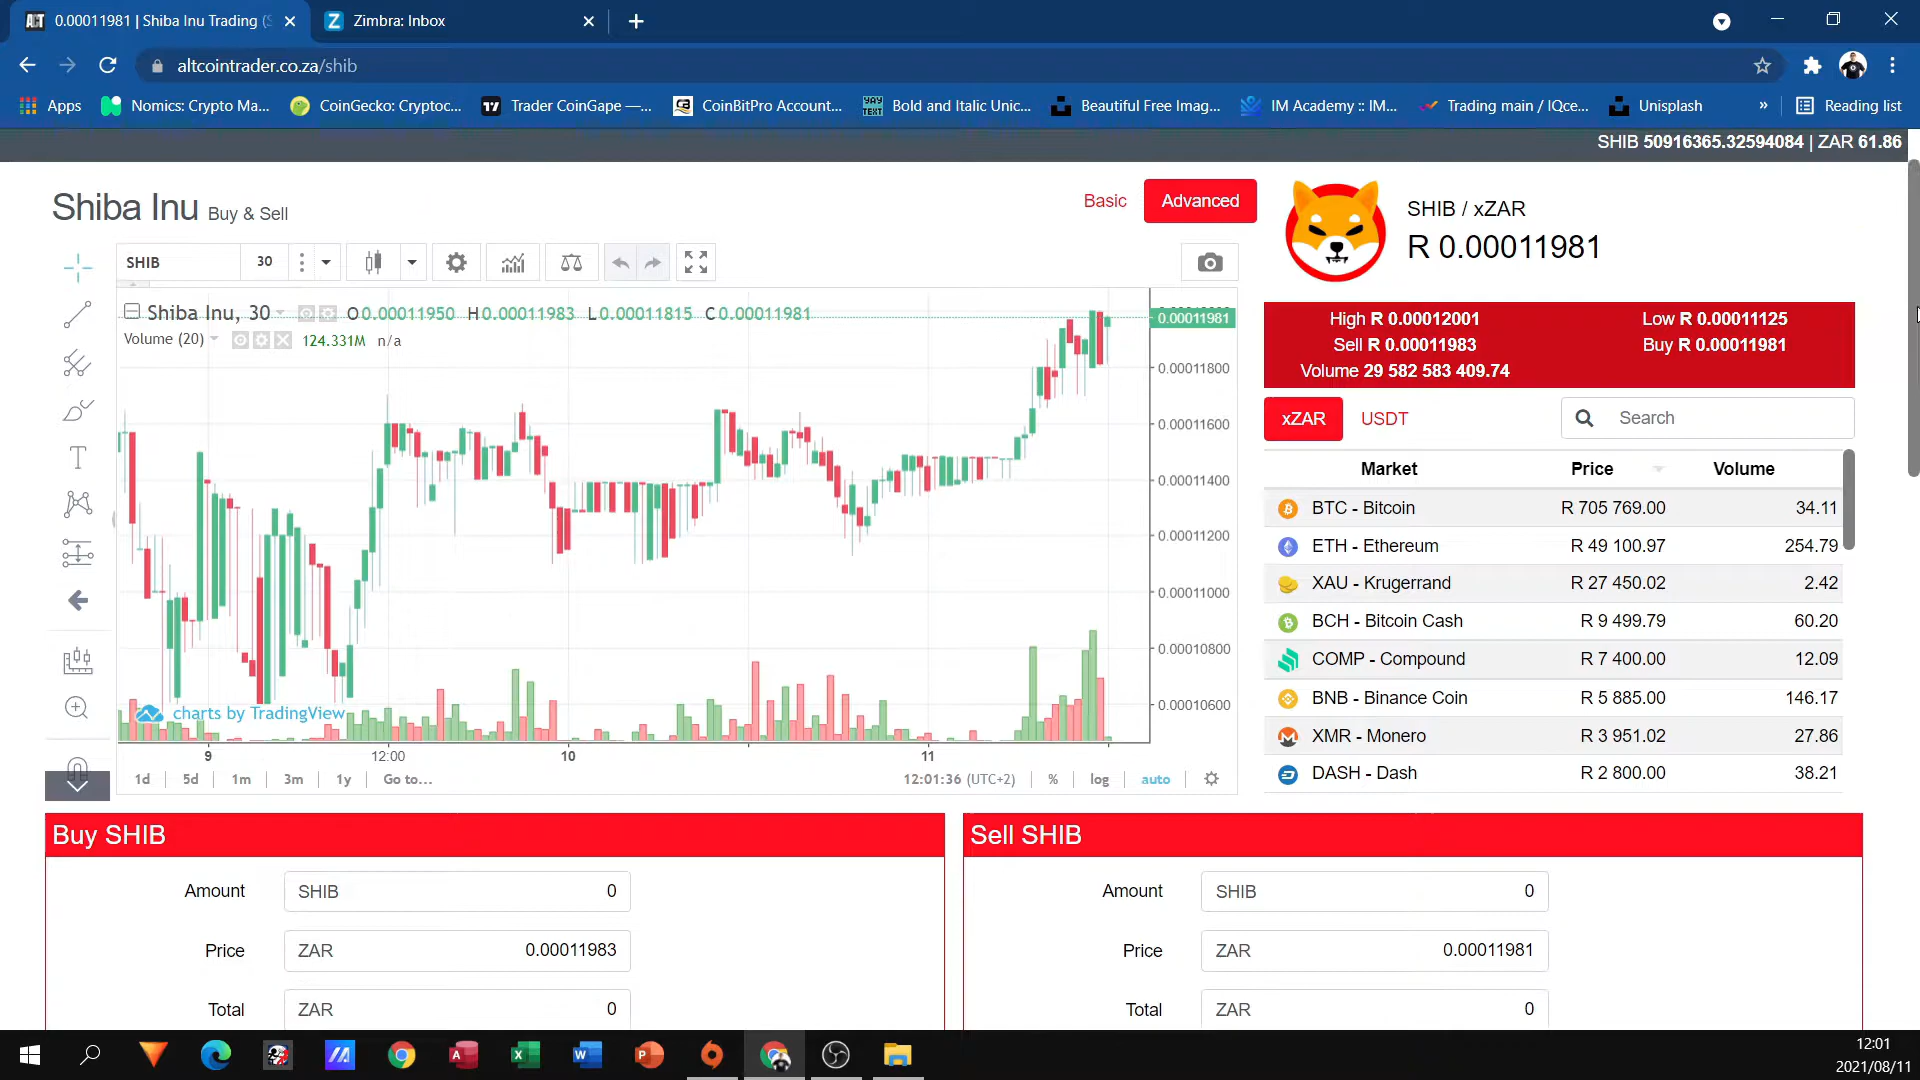 0.00011981 | Shiba Inu Trading (S
Zimbra: Inbox
altcointrader.co.za/shib
Apps
Nomics: Crypto Ma...
CoinGecko: Cryptoc...
Trader CoinGape —...
CoinBitPro Account...
Bold and Italic Unic...
Beautiful Free Imag...
IM Academy :: IM...
Trading main / IQce...
Unisplash
»
Reading list
SHIB 50916365.32594084 | ZAR 61.86
Shiba Inu Buy & Sell
Basic
Advanced
SHIB / xZAR
R 0.00011981
SHIB
30
Shiba Inu, 30
O0.00011950 H0.00011983 L0.00011815 C0.00011981
Volume (20)
124.331M n/a
0.00011981
0.00011800
0.00011600
0.00011400
0.00011200
0.00011000
0.00010800
0.00010600
charts by TradingView
9
12:00
10
11
1d
5d
1m
3m
1y
Go to...
12:01:36 (UTC+2)
%
log
auto
High R 0.00012001
Low R 0.00011125
Sell R 0.00011983
Buy R 0.00011981
Volume 29 582 583 409.74
xZAR
USDT
Search
Market Price Volume
BTC - Bitcoin R 705 769.00 34.11
ETH - Ethereum R 49 100.97 254.79
XAU - Krugerrand R 27 450.02 2.42
BCH - Bitcoin Cash R 9 499.79 60.20
COMP - Compound R 7 400.00 12.09
BNB - Binance Coin R 5 885.00 146.17
XMR - Monero R 3 951.02 27.86
DASH - Dash R 2 800.00 38.21
Buy SHIB
Amount SHIB 0
Price ZAR 0.00011983
Total ZAR 0
Sell SHIB
Amount SHIB 0
Price ZAR 0.00011981
Total ZAR 0
12:01
2021/08/11